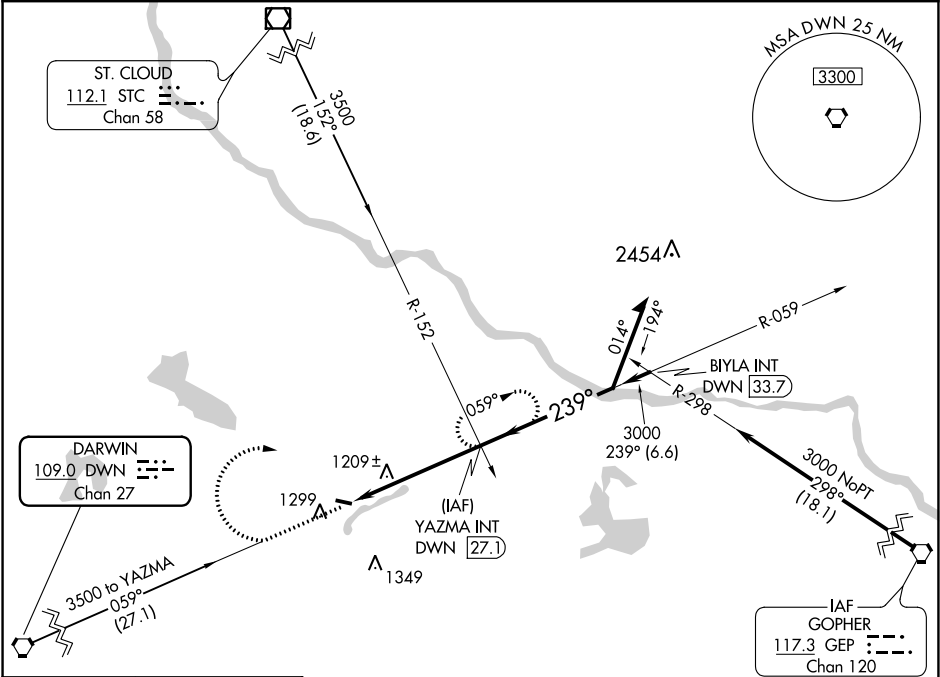 ST. CLOUD
112.1 STC
Chan 58
3500
152°
(18.6)
MSA DWN 25 NM
3300
2454
R-152
014°
194°
R-059
BIYLA INT
DWN 33.7
R-298
059°
239°
3000
239° (6.6)
3000 NoPT
298°
(18.1)
DARWIN
109.0 DWN
Chan 27
1209±
1299
(IAF)
YAZMA INT
DWN 27.1
1349
3500 to YAZMA
059°
(27.1)
IAF
GOPHER
117.3 GEP
Chan 120